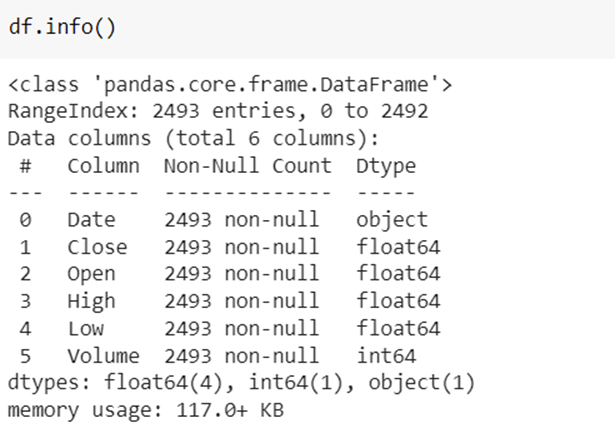 df.info()
<class 'pandas.core.frame.DataFrame'>
RangeIndex: 2493 entries, 0 to 2492
Data columns (total 6 columns):
 #   Column  Non-Null Count  Dtype
---  ------  --------------  -----
 0   Date    2493 non-null   object
 1   Close   2493 non-null   float64
 2   Open    2493 non-null   float64
 3   High    2493 non-null   float64
 4   Low     2493 non-null   float64
 5   Volume  2493 non-null   int64
dtypes: float64(4), int64(1), object(1)
memory usage: 117.0+ KB